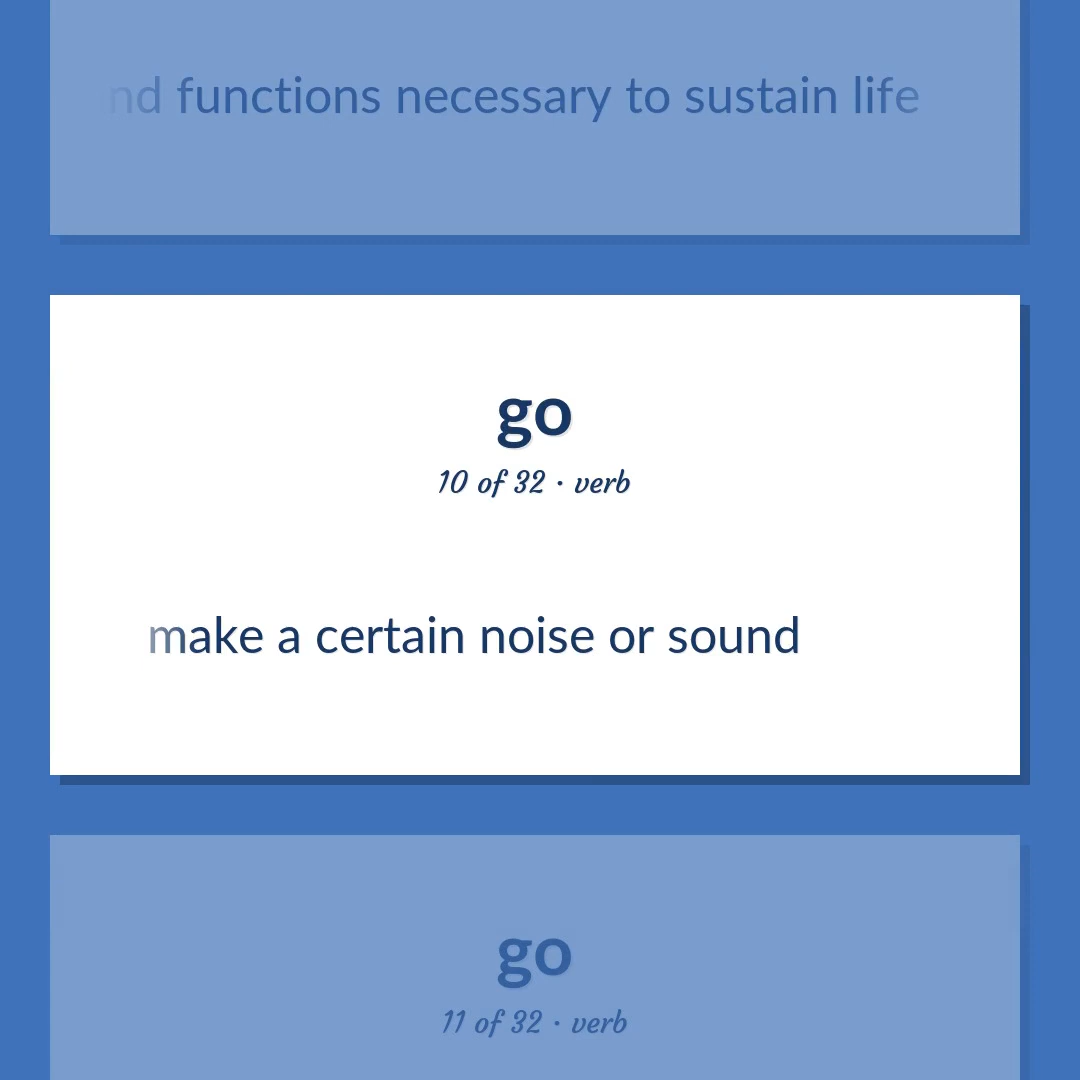 nd functions necessary to sustain life
go
10 of 32 · verb
make a certain noise or sound
go
11 of 32 · verb